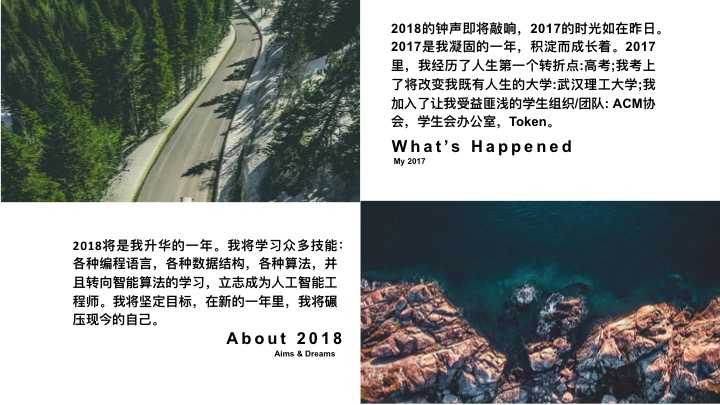 2018的钟声即将敲响，2017的时光如在昨日。
2017是我凝固的一年，积淀而成长着。2017
里，我经历了人生第一个转折点:高考;我考上
了将改变我既有人生的大学:武汉理工大学;我
加入了让我受益匪浅的学生组织/团队: ACM协
会，学生会办公室，Token。
What’s Happened
My 2017
2018将是我升华的一年。我将学习众多技能：
各种编程语言，各种数据结构，各种算法，并
且转向智能算法的学习，立志成为人工智能工
程师。我将坚定目标，在新的一年里，我将碾
压现今的自己。
About 2018
Aims & Dreams